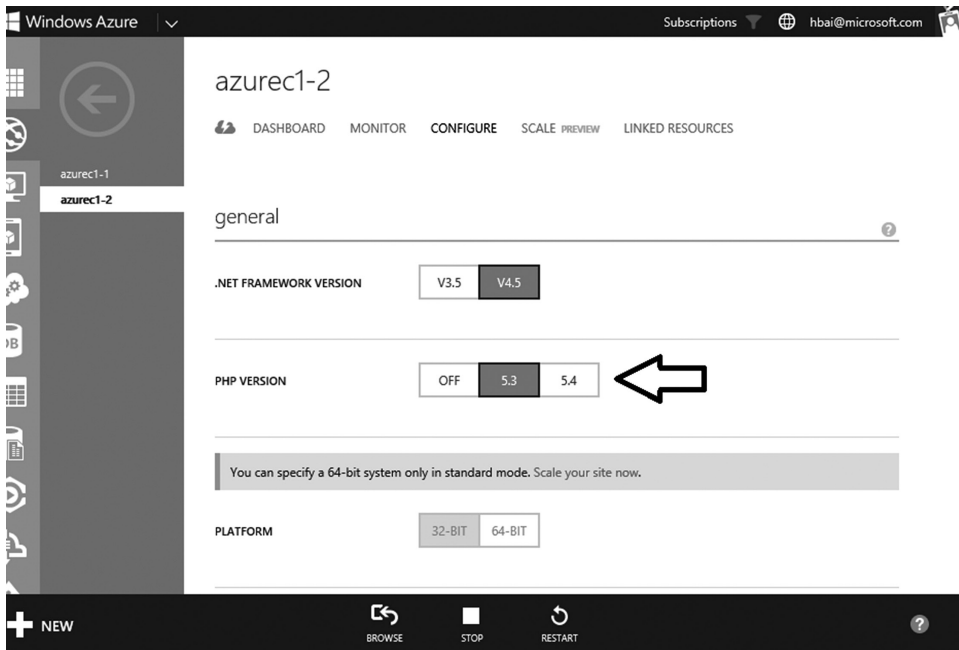 Windows Azure
Subscriptions hbai@microsoft.com
azurec1-2
DASHBOARD MONITOR CONFIGURE SCALE PREVIEW LINKED RESOURCES
azurec1-1
azurec1-2
general
?
.NET FRAMEWORK VERSION V3.5 V4.5
PHP VERSION OFF 5.3 5.4
You can specify a 64-bit system only in standard mode. Scale your site now.
PLATFORM 32-BIT 64-BIT
NEW
BROWSE STOP RESTART
?